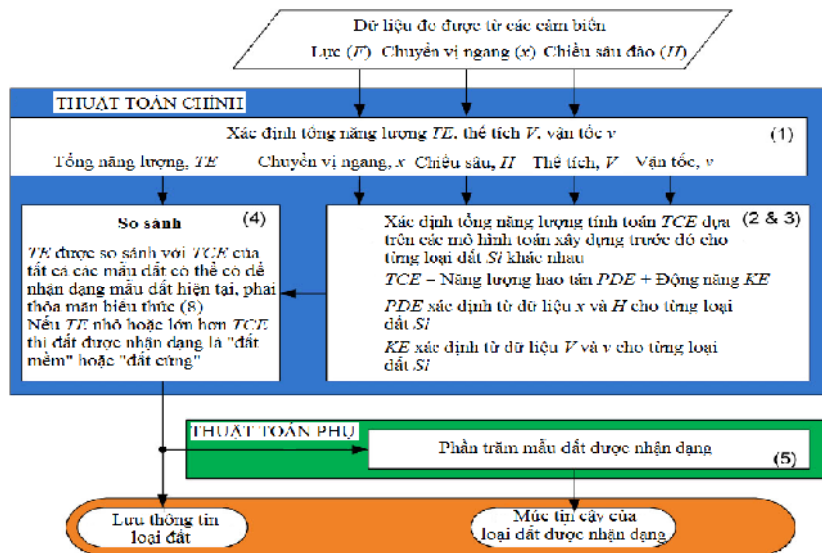 Dữ liệu đo được từ các cảm biến
Lực (F) Chuyển vị ngang (x) Chiều sâu đào (H)
THUẬT TOÁN CHÍNH
Xác định tổng năng lượng TE, thể tích V, vận tốc v
(1)
Tổng năng lượng, TE Chuyển vị ngang, x Chiều sâu, H Thể tích, V Vận tốc, v
So sánh
(4)
TE được so sánh với TCE của
tất cả các mẫu đất có thể có để
nhận dạng mẫu đất hiện tại, phải
thỏa mãn biểu thức (8)
Nếu TE nhỏ hoặc lớn hơn TCE
thì đất được nhận dạng là "đất
mềm" hoặc "đất cứng"
Xác định tổng năng lượng tính toán TCE dựa
(2 & 3)
trên các mô hình toán xây dựng trước đó cho
từng loại đất Si khác nhau
TCE = Năng lượng hao tán PDE + Động năng KE
PDE xác định từ dữ liệu x và H cho từng loại
đất Si
KE xác định từ dữ liệu V và v cho từng loại
đất Si
THUẬT TOÁN PHỤ
Phần trăm mẫu đất được nhận dạng
(5)
Lưu thông tin
loại đất
Mức tin cậy của
loại đất được nhận dạng